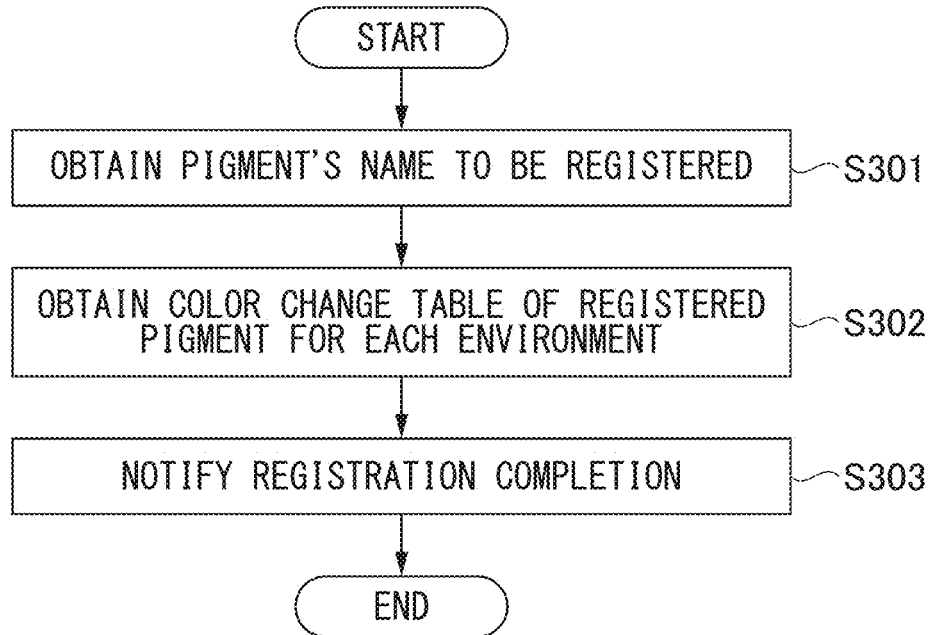 START
OBTAIN PIGMENT'S NAME TO BE REGISTERED
S301
OBTAIN COLOR CHANGE TABLE OF REGISTERED
PIGMENT FOR EACH ENVIRONMENT
S302
NOTIFY REGISTRATION COMPLETION
S303
END